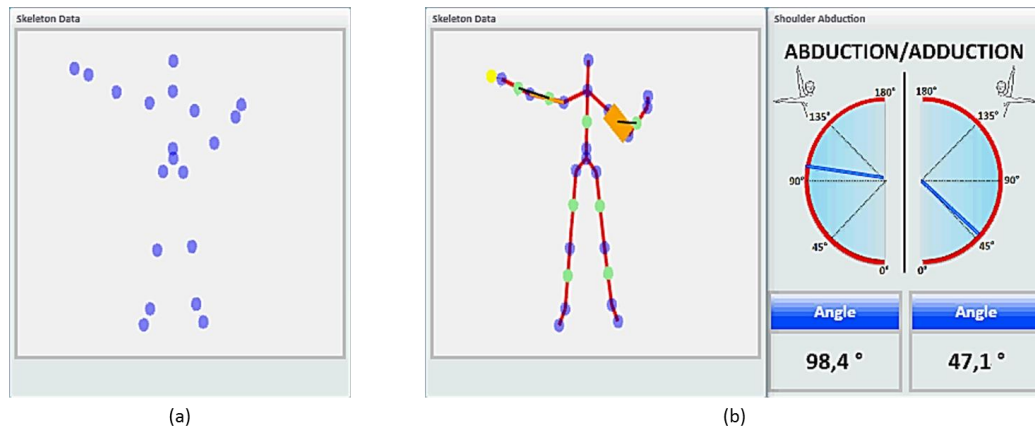 Skeleton Data
Skeleton Data
Shoulder Abduction
ABDUCTION/ADDUCTION
180° 180°
135° 135°
90° 90°
45° 45°
0° 0°
Angle Angle
98,4 ° 47,1 °
(a) (b)